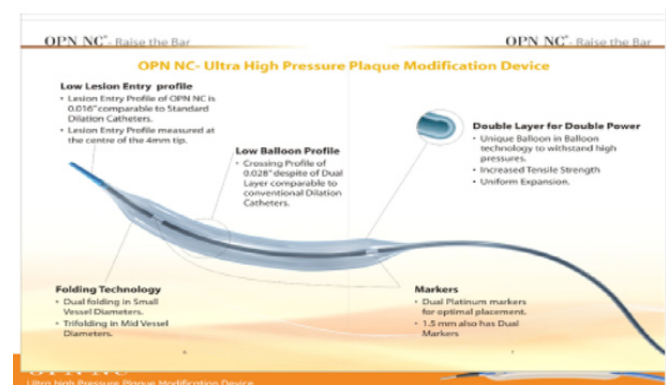 OPN NC® - Raise the Bar
OPN NC® - Raise the Bar
OPN NC- Ultra High Pressure Plaque Modification Device
Low Lesion Entry profile
• Lesion Entry Profile of OPN NC is
0.016" comparable to Standard
Dilation Catheters.
• Lesion Entry Profile measured at
the centre of the 4mm tip.
Low Balloon Profile
• Crossing Profile of
0.028" despite of Dual
Layer comparable to
conventional Dilation
Catheters.
Double Layer for Double Power
• Unique Balloon in Balloon
technology to withstand high
pressures.
• Increased Tensile Strength
• Uniform Expansion.
Folding Technology
• Dual folding in Small
Vessel Diameters.
• Trifolding in Mid Vessel
Diameters.
Markers
• Dual Platinum markers
for optimal placement.
• 1.5 mm also has Dual
Markers
6
7
OPN NC
Ultra high Pressure Plaque Modification Device